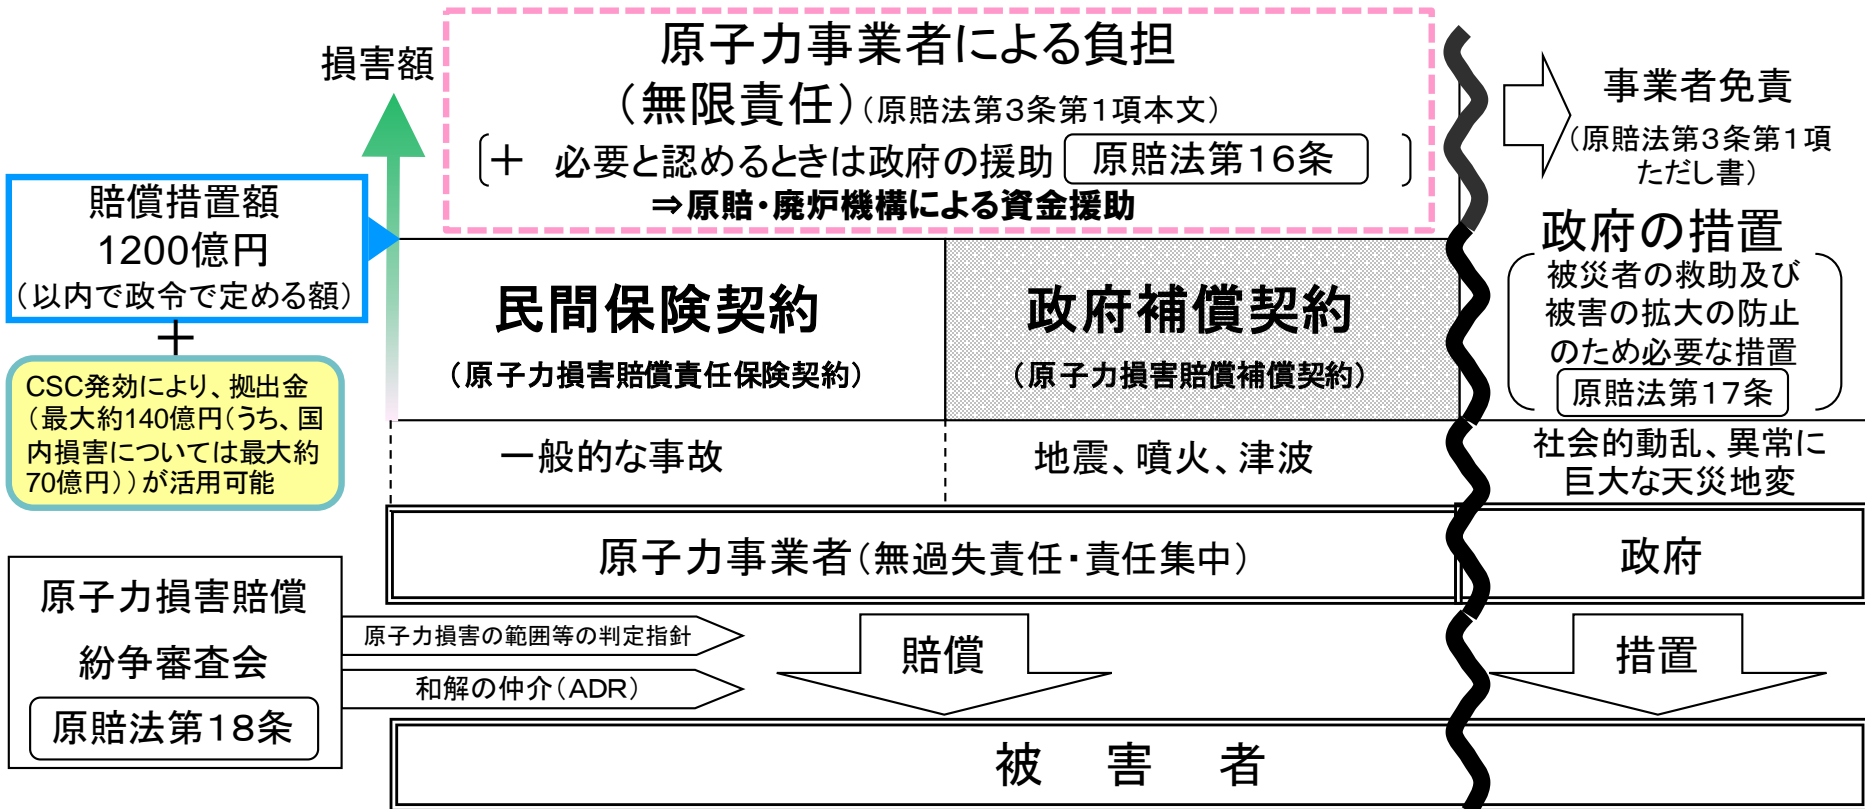 損害額
原子力事業者による負担
（無限責任）（原賠法第3条第1項本文）
＋ 必要と認めるときは政府の援助 原賠法第16条
⇒原賠・廃炉機構による資金援助
事業者免責
（原賠法第3条第1項
ただし書）
賠償措置額
1200億円
（以内で政令で定める額）
＋
CSC発効により、拠出金
（最大約140億円（うち、国
内損害については最大約
70億円））が活用可能
民間保険契約
（原子力損害賠償責任保険契約）
政府補償契約
（原子力損害賠償補償契約）
政府の措置
被災者の救助及び
被害の拡大の防止
のため必要な措置
原賠法第17条
一般的な事故
地震、噴火、津波
社会的動乱、異常に
巨大な天災地変
原子力事業者（無過失責任・責任集中）
政府
原子力損害賠償
紛争審査会
原賠法第18条
原子力損害の範囲等の判定指針
和解の仲介（ADR）
賠償
措置
被害者